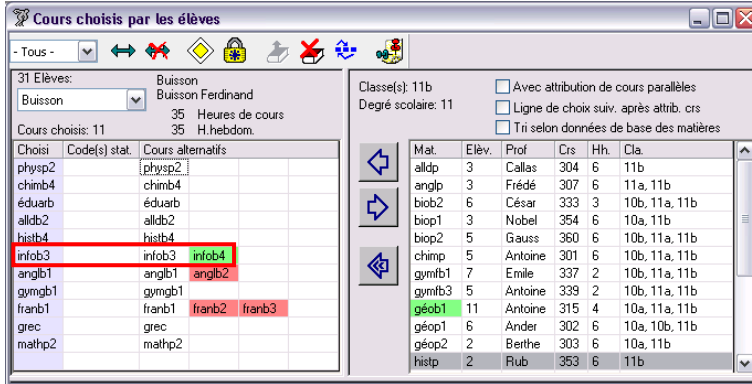 Cours choisis par les élèves
- Tous -
31 Elèves:
Buisson
Buisson
Buisson Ferdinand
35 Heures de cours
Cours choisis: 11
35 H.hebdom.
Choisi Code(s) stat. Cours alternatifs
physp2 physp2
chimb4 chimb4
éduarb éduarb
alldb2 alldb2
histb4 histb4
infob3 infob3 infob4
anglb1 anglb1 anglb2
gymgb1 gymgb1
franb1 franb1 franb2 franb3
grec grec
mathp2 mathp2
Classe(s): 11b
Degré scolaire: 11
Avec attribution de cours parallèles
Ligne de choix suiv. après attrib. crs
Tri selon données de base des matières
Mat. Elèv. Prof Crs Hh. Cla.
alldp 3 Callas 304 6 11b
anglp 3 Frédé 307 6 11a, 11b
biob2 6 César 333 3 10b, 11a, 11b
biop1 3 Nobel 354 6 10a, 11b
biop2 5 Gauss 360 6 10b, 11a, 11b
chimp 5 Antoine 301 6 10b, 11a, 11b
gymfb1 7 Emile 337 2 10b, 11a, 11b
gymfb3 5 Antoine 339 2 10b, 11a, 11b
géob1 11 Antoine 315 4 10a, 11a, 11b
géop1 6 Ander 302 6 10a, 10b, 11b
géop2 2 Berthe 303 6 10a, 11b
histp 2 Rub 353 6 11b